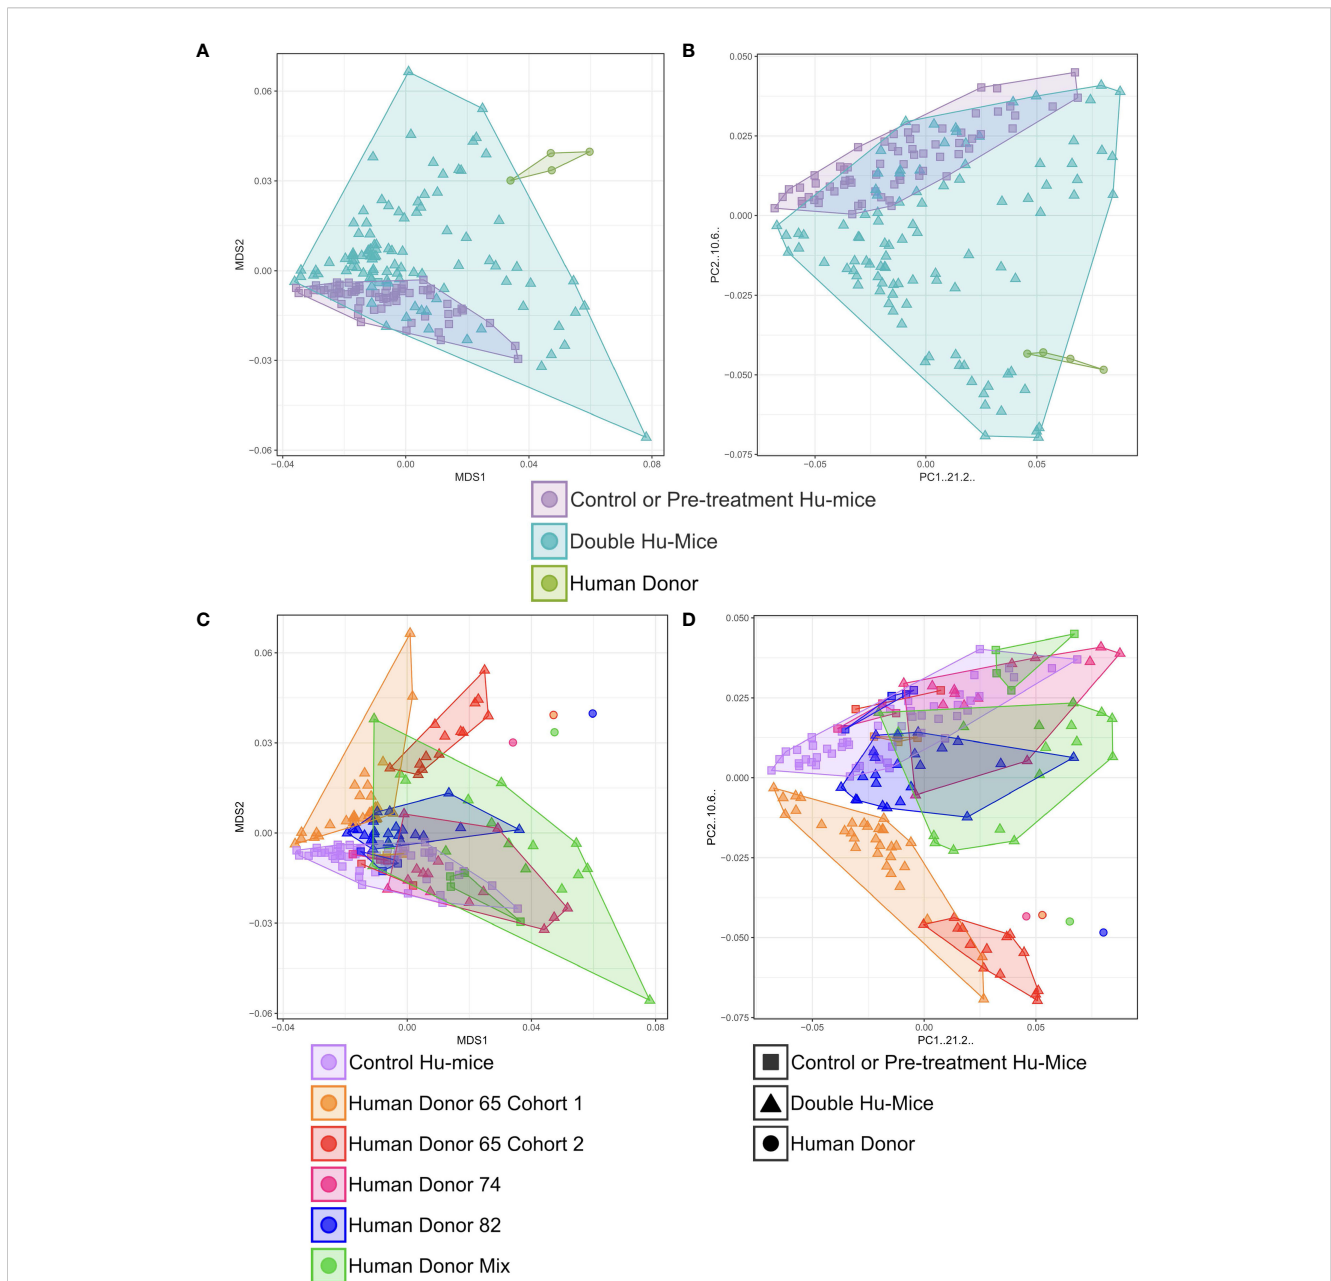 A
B
0.06
0.03
0.00
−0.03
−0.06
MDS2
−0.04
0.00
0.04
0.08
MDS1
0.050
0.025
0.000
−0.025
−0.050
−0.075
PC2..10.6..
−0.05
0.00
0.05
PC1..21.2..
Control or Pre-treatment Hu-mice
Double Hu-Mice
Human Donor
C
D
0.06
0.03
0.00
−0.03
−0.06
MDS2
−0.04
0.00
0.04
0.08
MDS1
0.050
0.025
0.000
−0.025
−0.050
−0.075
PC2..10.6..
−0.05
0.00
0.05
PC1..21.2..
Control Hu-mice
Human Donor 65 Cohort 1
Human Donor 65 Cohort 2
Human Donor 74
Human Donor 82
Human Donor Mix
Control or Pre-treatment Hu-Mice
Double Hu-Mice
Human Donor